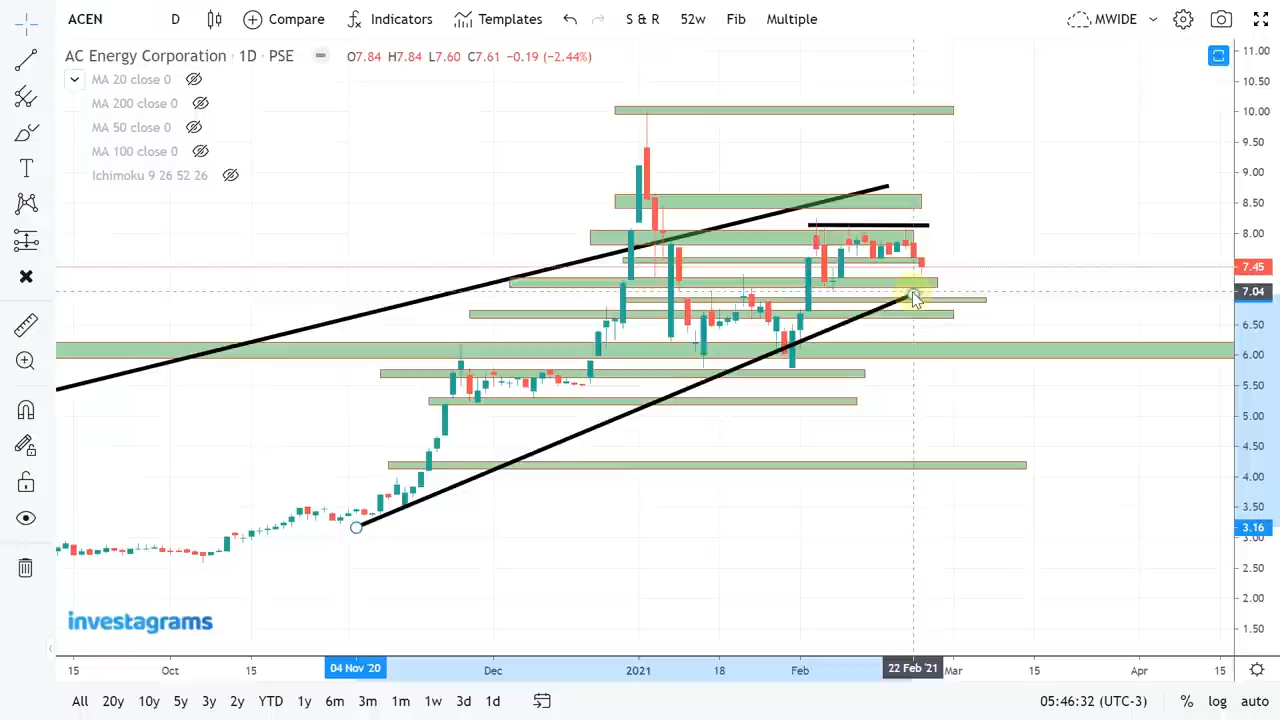 ACEN D Compare Indicators Templates S & R 52w Fib Multiple MWIDE
AC Energy Corporation · 1D · PSE O7.84 H7.84 L7.60 C7.61 −0.19 (−2.44%)
MA 20 close 0
MA 200 close 0
MA 50 close 0
MA 100 close 0
Ichimoku 9 26 52 26
11.00
10.50
10.00
9.50
9.00
8.50
8.00
7.45
7.04
6.50
6.00
5.50
5.00
4.50
4.00
3.50
3.16
3.00
2.50
2.00
1.50
investagrams
15 Oct 15 04 Nov '20 Dec 2021 18 Feb 22 Feb '21 Mar 15 Apr 15
All 20y 10y 5y 3y 2y YTD 1y 6m 3m 1m 1w 3d 1d 05:46:32 (UTC-3) % log auto